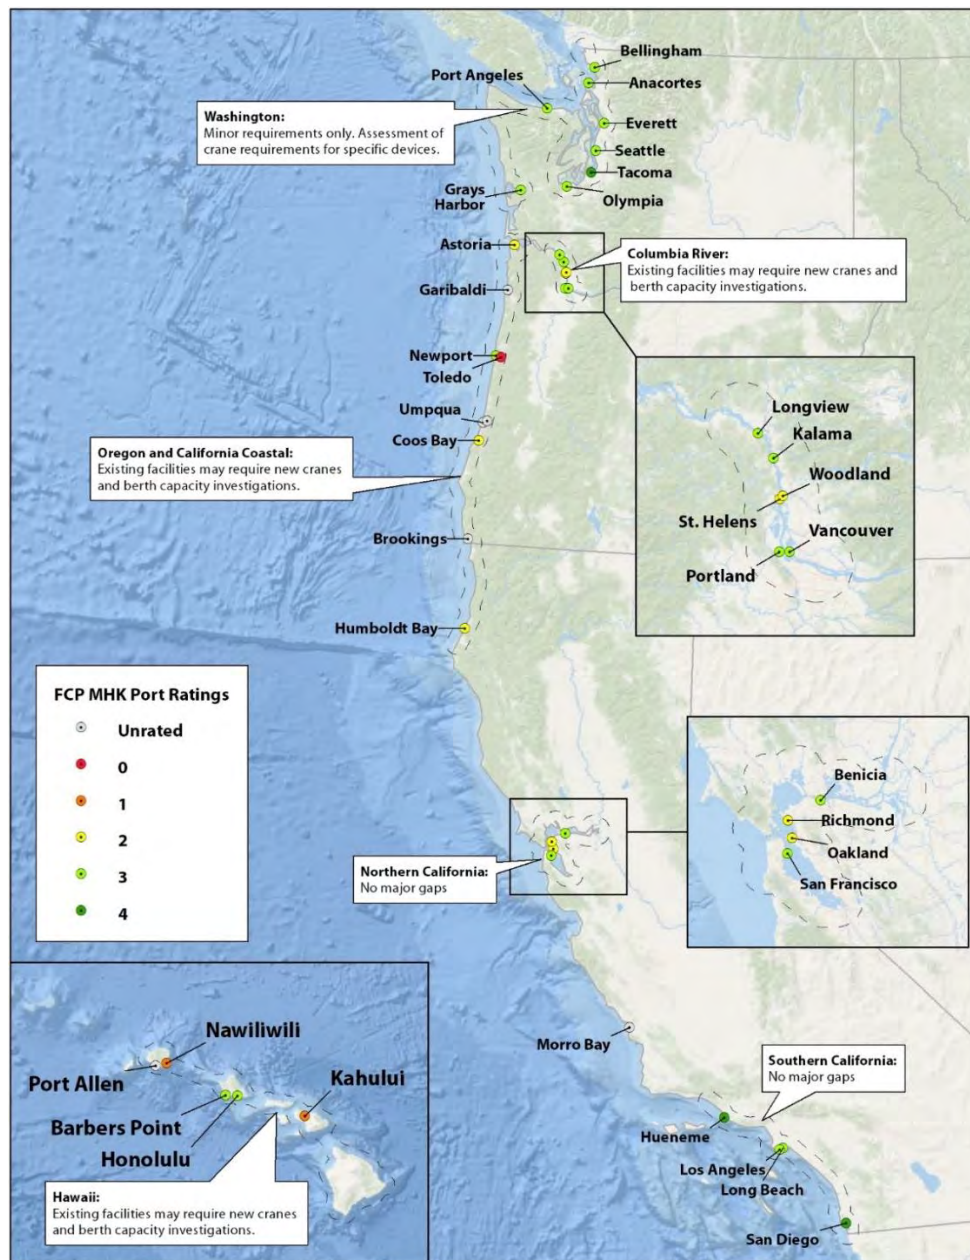 Bellingham
Port Angeles
Anacortes
Washington:
Minor requirements only. Assessment of
crane requirements for specific devices.
Everett
Seattle
Tacoma
Grays
Harbor
Olympia
Astoria
Columbia River:
Existing facilities may require new cranes and
berth capacity investigations.
Garibaldi
Newport
Toledo
Umpqua
Coos Bay
Oregon and California Coastal:
Existing facilities may require new cranes
and berth capacity investigations.
Brookings
Humboldt Bay
Longview
Kalama
Woodland
St. Helens
Vancouver
Portland
FCP MHK Port Ratings
Unrated
0
1
2
3
4
Northern California:
No major gaps
Benicia
Richmond
Oakland
San Francisco
Morro Bay
Southern California:
No major gaps
Hueneme
Los Angeles
Long Beach
San Diego
Nawiliwili
Port Allen
Kahului
Barbers Point
Honolulu
Hawaii:
Existing facilities may require new cranes
and berth capacity investigations.